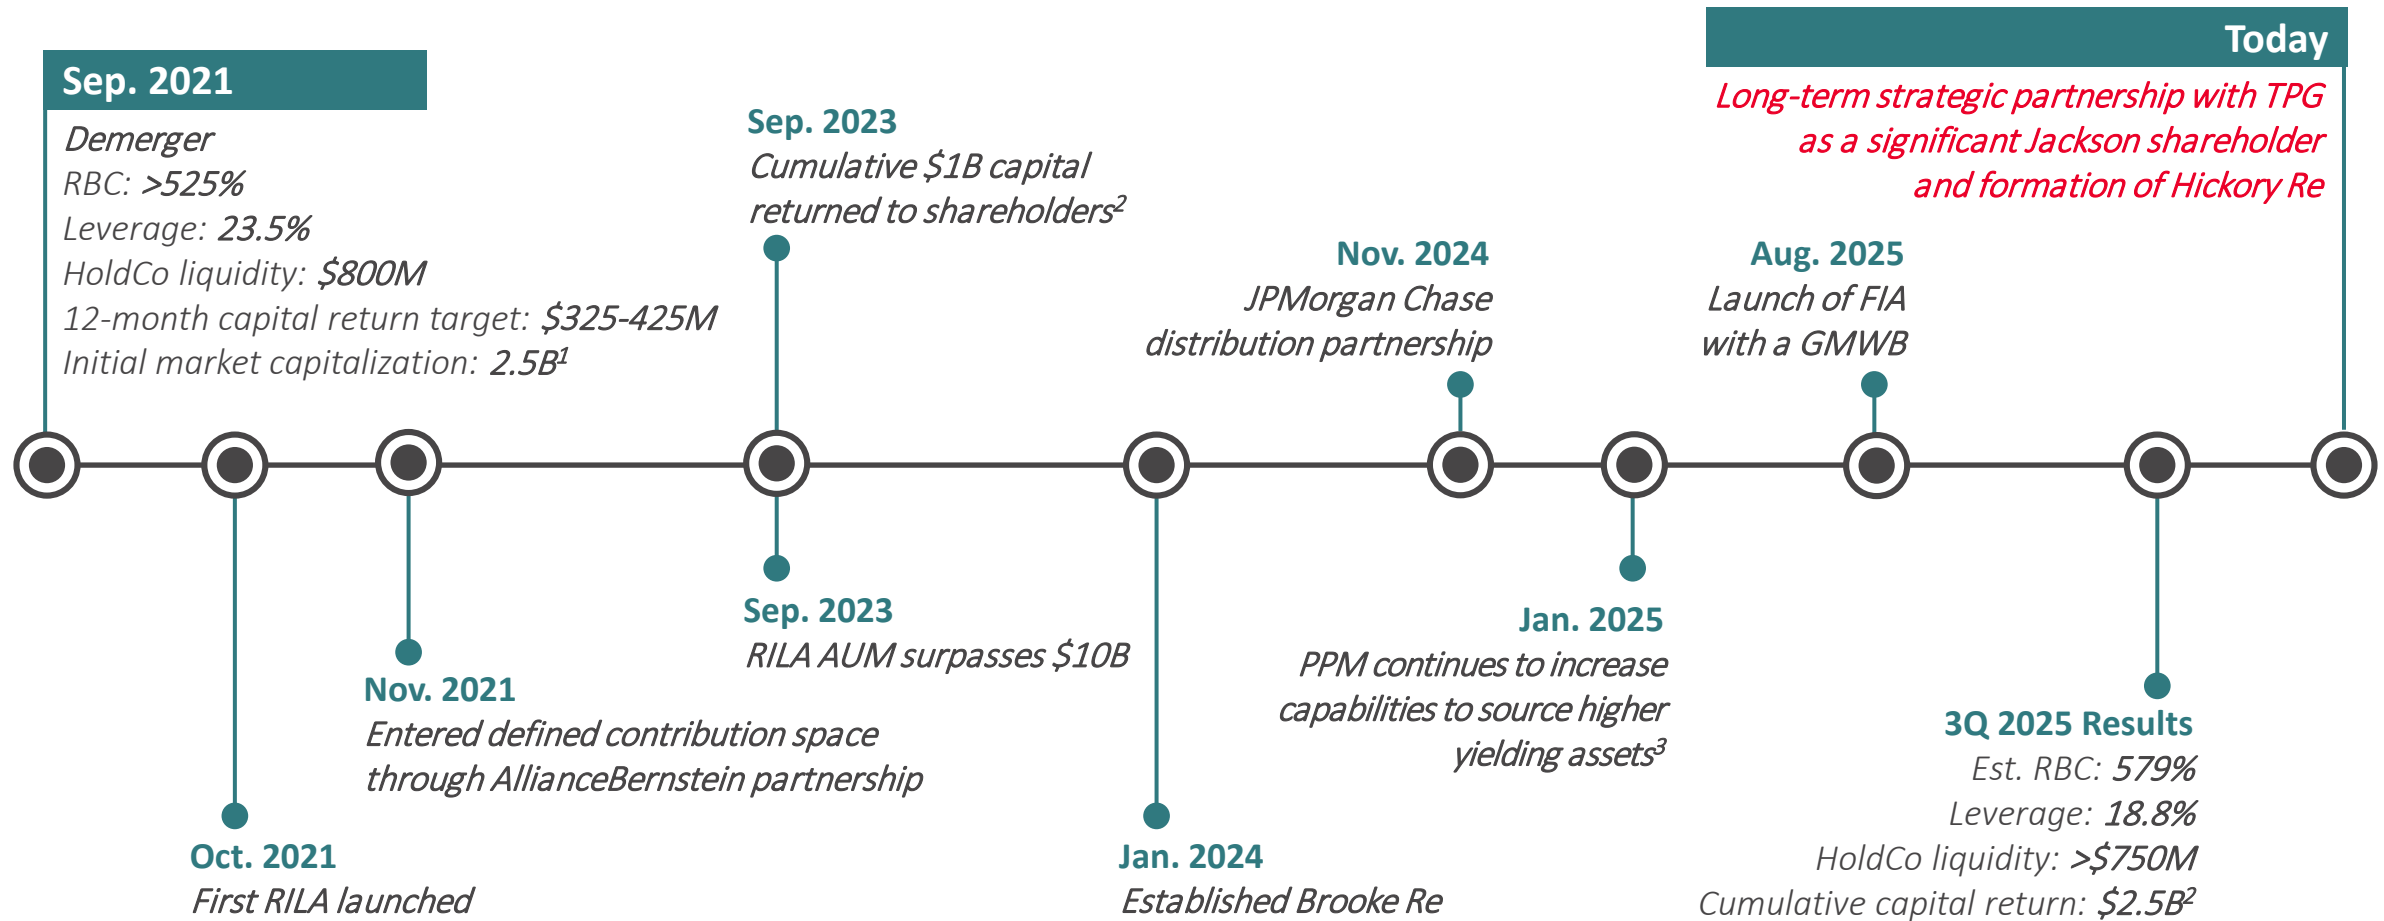 Sep. 2021
Demerger
RBC: >525%
Leverage: 23.5%
HoldCo liquidity: $800M
12-month capital return target: $325-425M
Initial market capitalization: 2.5B¹
Oct. 2021
First RILA launched
Nov. 2021
Entered defined contribution space
through AllianceBernstein partnership
Sep. 2023
Cumulative $1B capital
returned to shareholders²
Sep. 2023
RILA AUM surpasses $10B
Jan. 2024
Established Brooke Re
Nov. 2024
JPMorgan Chase
distribution partnership
Jan. 2025
PPM continues to increase
capabilities to source higher
yielding assets³
Aug. 2025
Launch of FIA
with a GMWB
3Q 2025 Results
Est. RBC: 579%
Leverage: 18.8%
HoldCo liquidity: >$750M
Cumulative capital return: $2.5B²
Today
Long-term strategic partnership with TPG
as a significant Jackson shareholder
and formation of Hickory Re